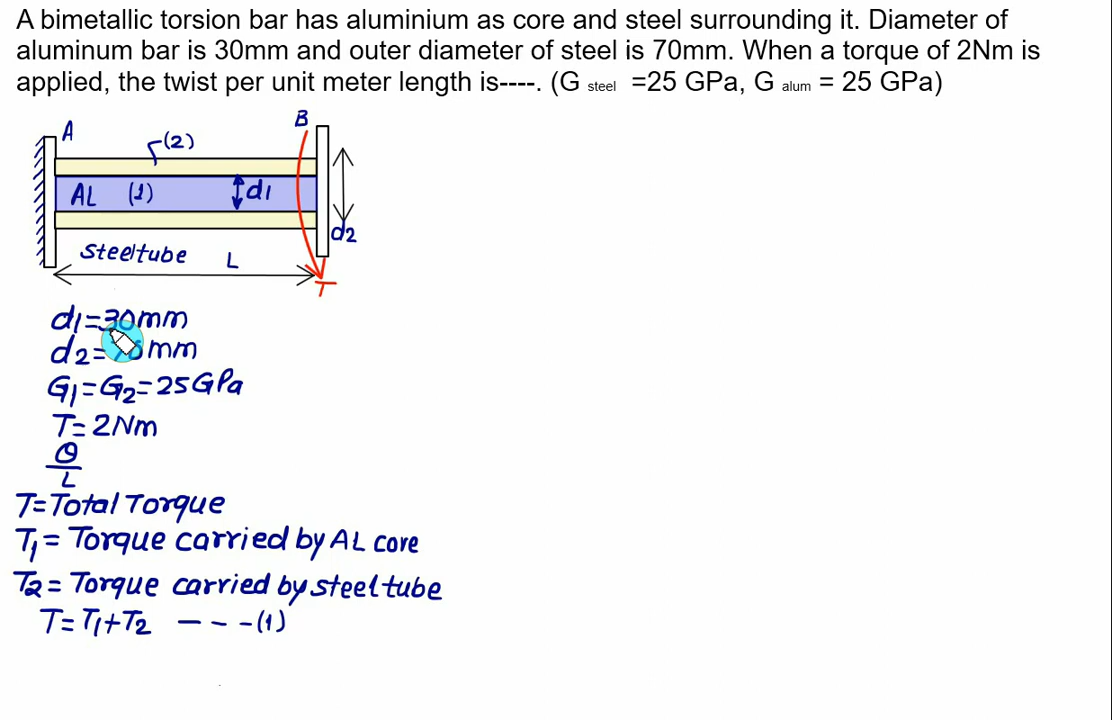 A bimetallic torsion bar has aluminium as core and steel surrounding it. Diameter of
aluminum bar is 30mm and outer diameter of steel is 70mm. When a torque of 2Nm is
applied, the twist per unit meter length is----. (G steel =25 GPa, G alum = 25 GPa)
A
(2)
B
AL (1) d1
d2
Steeltube L
T
d1=30mm
d2= mm
G1=G2=25GPa
T=2Nm
θ
L
T=Total Torque
T1= Torque carried by AL core
T2= Torque carried by steel tube
T=T1+T2 - - -(1)